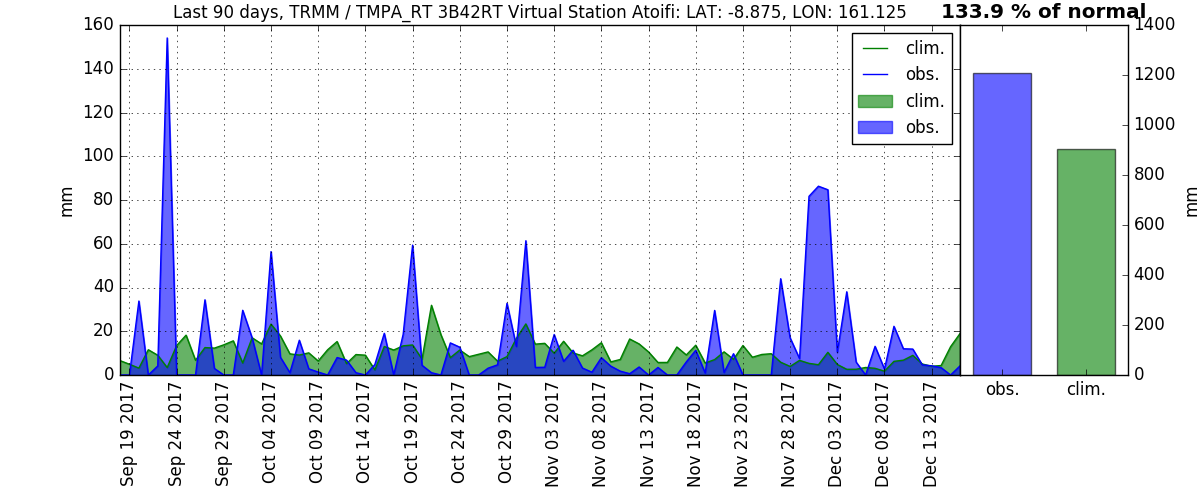 Last 90 days, TRMM / TMPA_RT 3B42RT Virtual Station Atoifi: LAT: -8.875, LON: 161.125
133.9 % of normal
160
140
120
100
80
60
40
20
0
mm
clim.
obs.
clim.
obs.
1400
1200
1000
800
600
400
200
0
mm
Sep 19 2017
Sep 24 2017
Sep 29 2017
Oct 04 2017
Oct 09 2017
Oct 14 2017
Oct 19 2017
Oct 24 2017
Oct 29 2017
Nov 03 2017
Nov 08 2017
Nov 13 2017
Nov 18 2017
Nov 23 2017
Nov 28 2017
Dec 03 2017
Dec 08 2017
Dec 13 2017
obs.
clim.